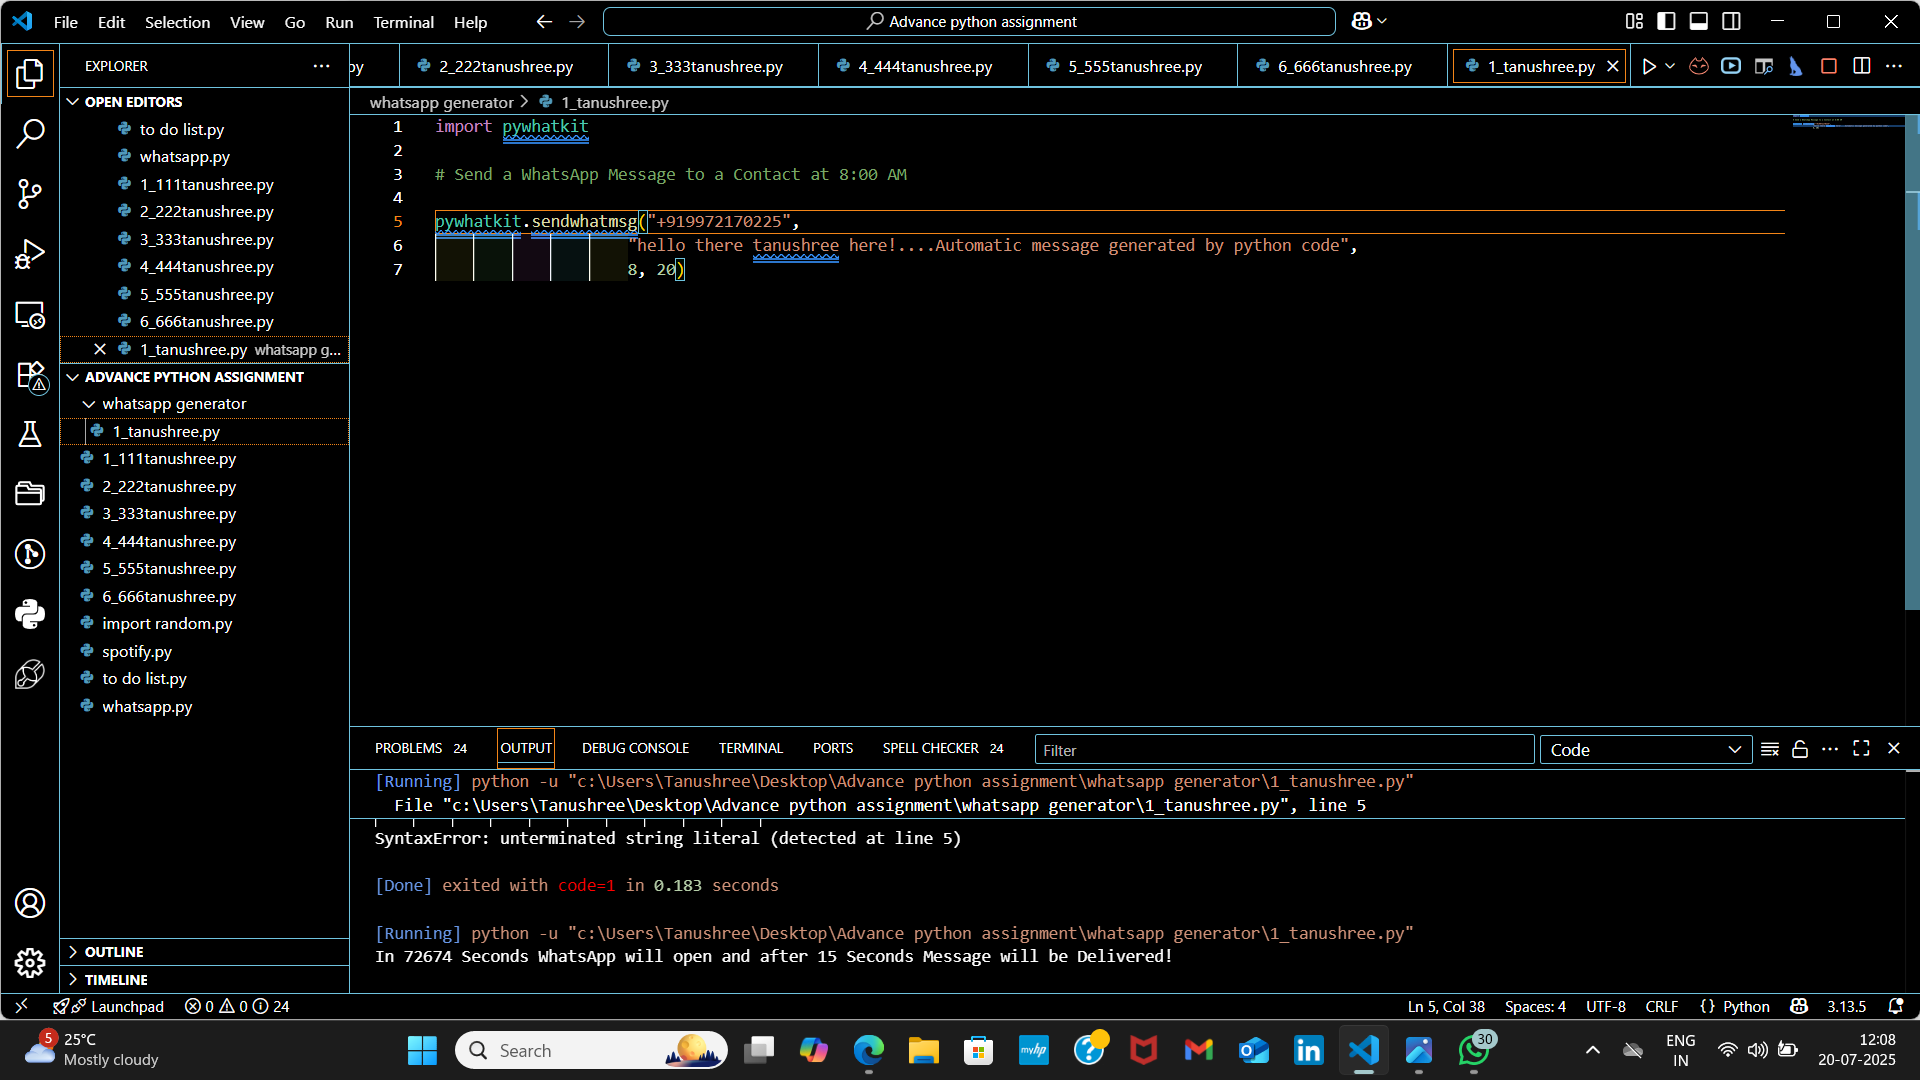 File Edit Selection View Go Run Terminal Help
Advance python assignment
EXPLORER
py 2_222tanushree.py 3_333tanushree.py 4_444tanushree.py 5_555tanushree.py 6_666tanushree.py 1_tanushree.py
OPEN EDITORS
to do list.py
whatsapp.py
1_111tanushree.py
2_222tanushree.py
3_333tanushree.py
4_444tanushree.py
5_555tanushree.py
6_666tanushree.py
1_tanushree.py whatsapp g...
ADVANCE PYTHON ASSIGNMENT
whatsapp generator
1_tanushree.py
1_111tanushree.py
2_222tanushree.py
3_333tanushree.py
4_444tanushree.py
5_555tanushree.py
6_666tanushree.py
import random.py
spotify.py
to do list.py
whatsapp.py
OUTLINE
TIMELINE
whatsapp generator > 1_tanushree.py
1 import pywhatkit
2
3 # Send a WhatsApp Message to a Contact at 8:00 AM
4
5 pywhatkit.sendwhatmsg("+919972170225",
6 "hello there tanushree here!....Automatic message generated by python code",
7 8, 20)
PROBLEMS 24 OUTPUT DEBUG CONSOLE TERMINAL PORTS SPELL CHECKER 24 Filter Code
[Running] python -u "c:\Users\Tanushree\Desktop\Advance python assignment\whatsapp generator\1_tanushree.py"
File "c:\Users\Tanushree\Desktop\Advance python assignment\whatsapp generator\1_tanushree.py", line 5
SyntaxError: unterminated string literal (detected at line 5)
[Done] exited with code=1 in 0.183 seconds
[Running] python -u "c:\Users\Tanushree\Desktop\Advance python assignment\whatsapp generator\1_tanushree.py"
In 72674 Seconds WhatsApp will open and after 15 Seconds Message will be Delivered!
Launchpad 0 0 24 Ln 5, Col 38 Spaces: 4 UTF-8 CRLF {} Python 3.13.5
5 25°C
Mostly cloudy
Search
myhp
30
ENG
IN
12:08
20-07-2025